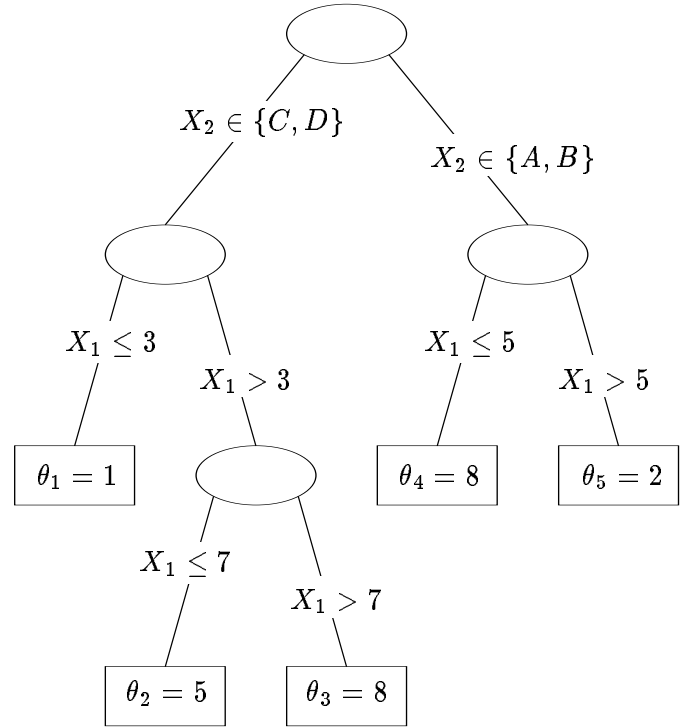 X₂ ∈ {C, D}
X₂ ∈ {A, B}
X₁ ≤ 3
X₁ > 3
X₁ ≤ 5
X₁ > 5
θ₁ = 1
θ₄ = 8
θ₅ = 2
X₁ ≤ 7
X₁ > 7
θ₂ = 5
θ₃ = 8